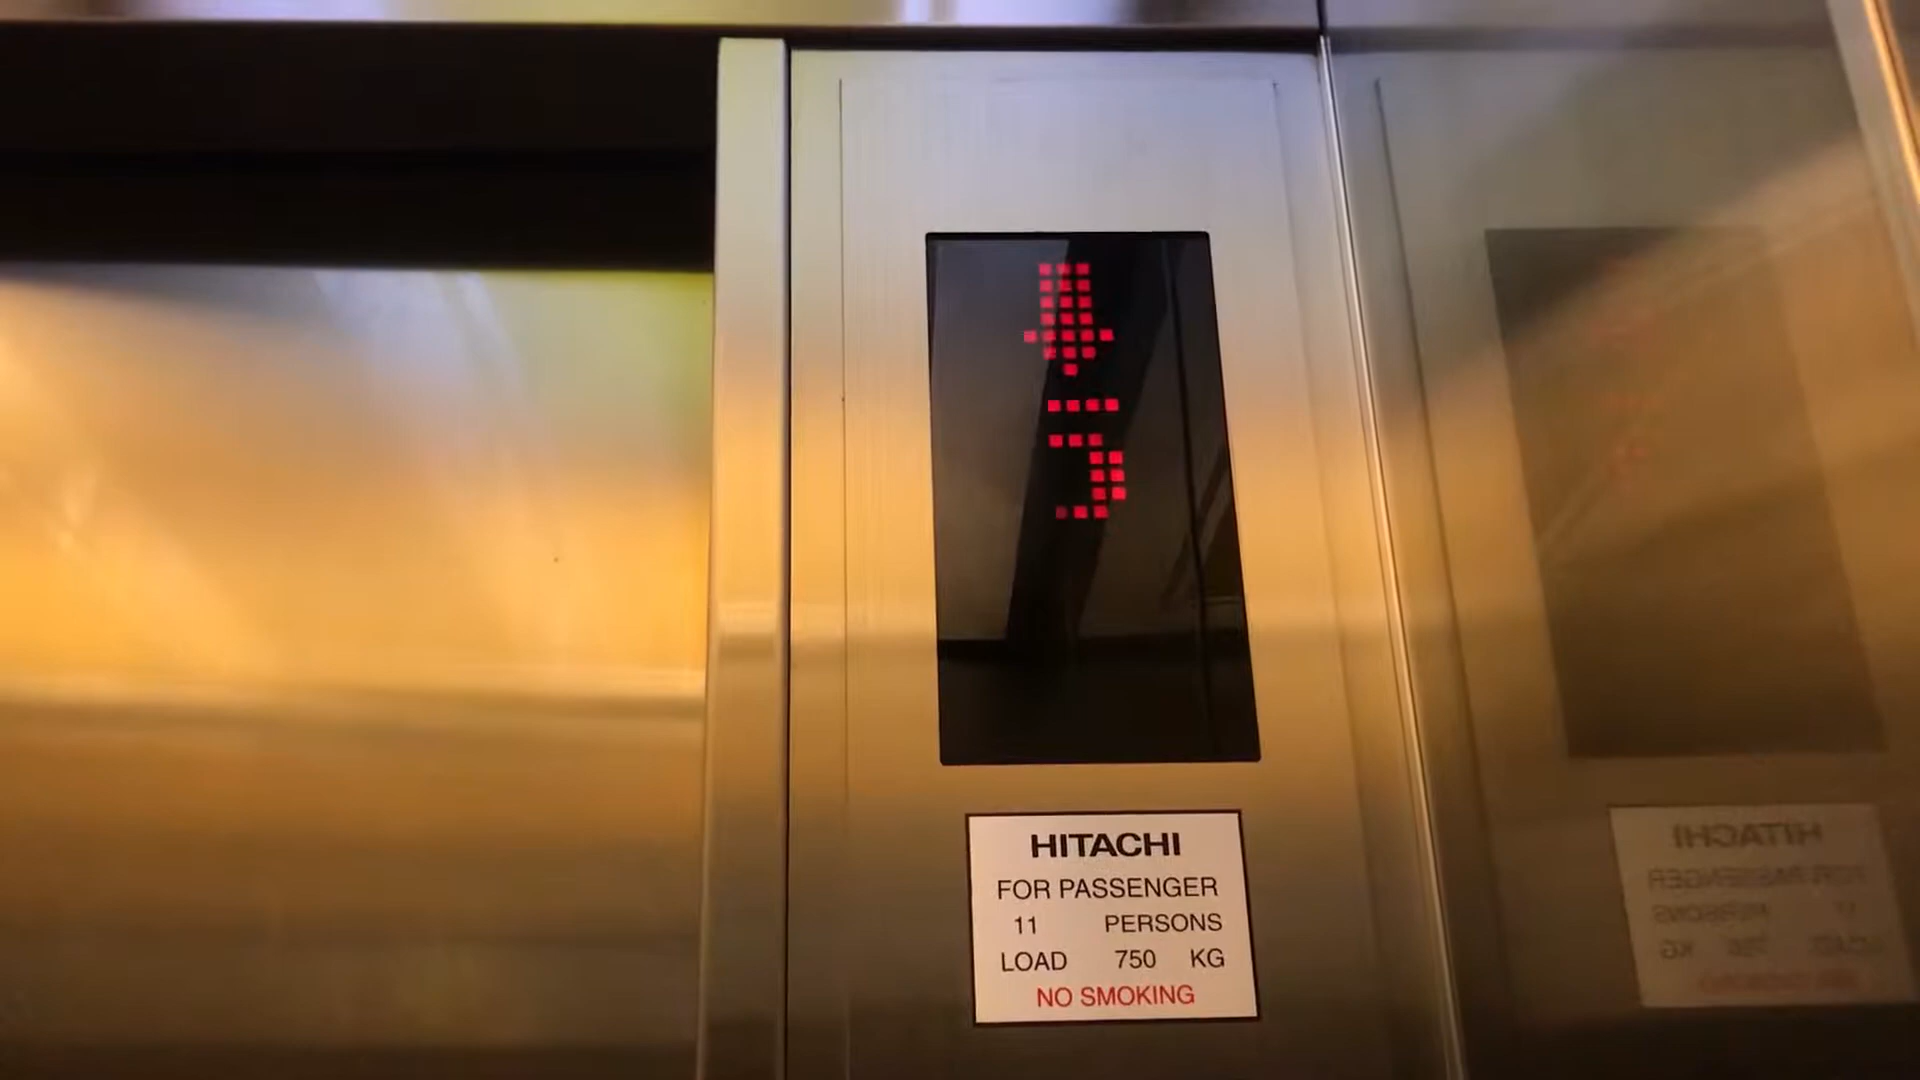 HITACHI
FOR PASSENGER
11 PERSONS
LOAD 750 KG
NO SMOKING